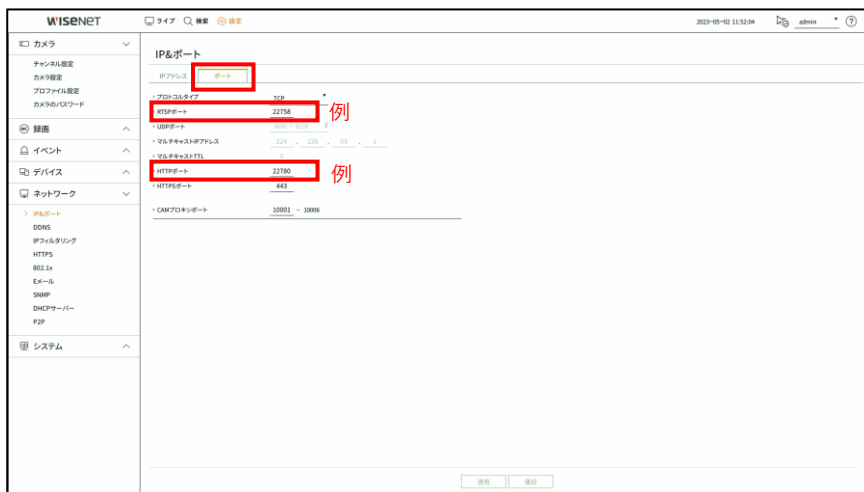 WISENET ライブ 検索 設定 2023-05-02 11:52:04 admin ?
カメラ
チャンネル設定
カメラ設定
プロファイル設定
カメラのパスワード
録画
イベント
デバイス
ネットワーク
IP&ポート
DDNS
IPフィルタリング
HTTPS
802.1x
Eメール
SNMP
DHCPサーバー
P2P
システム
IP&ポート
IPアドレス ポート
プロトコルタイプ TCP
RTSPポート 22758 例
UDPポート
マルチキャストIPアドレス 224 . 126 . 63 . 1
マルチキャストTTL 5
HTTPポート 22780 例
HTTPSポート 443
CAMプロキシポート 10001 ~ 10006
適用 復旧